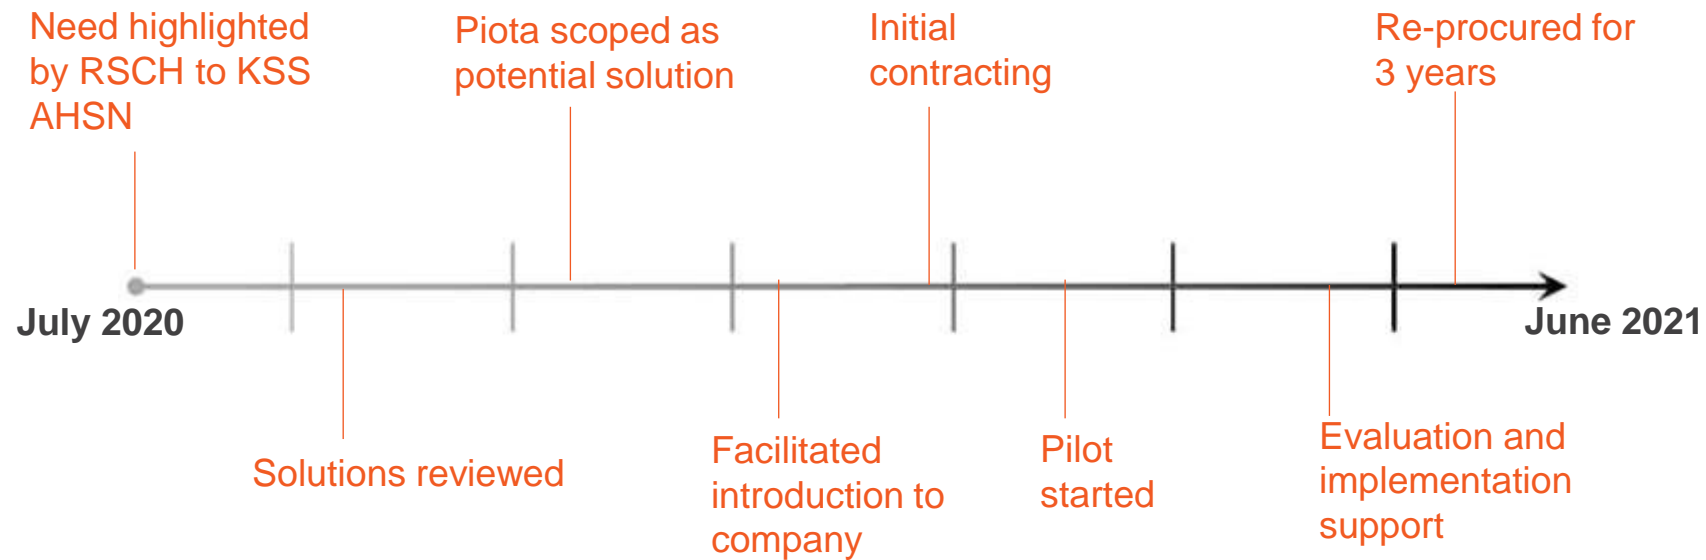 Need highlighted
by RSCH to KSS
AHSN
Piota scoped as
potential solution
Initial
contracting
Re-procured for
3 years
July 2020
June 2021
Solutions reviewed
Facilitated
introduction to
company
Pilot
started
Evaluation and
implementation
support